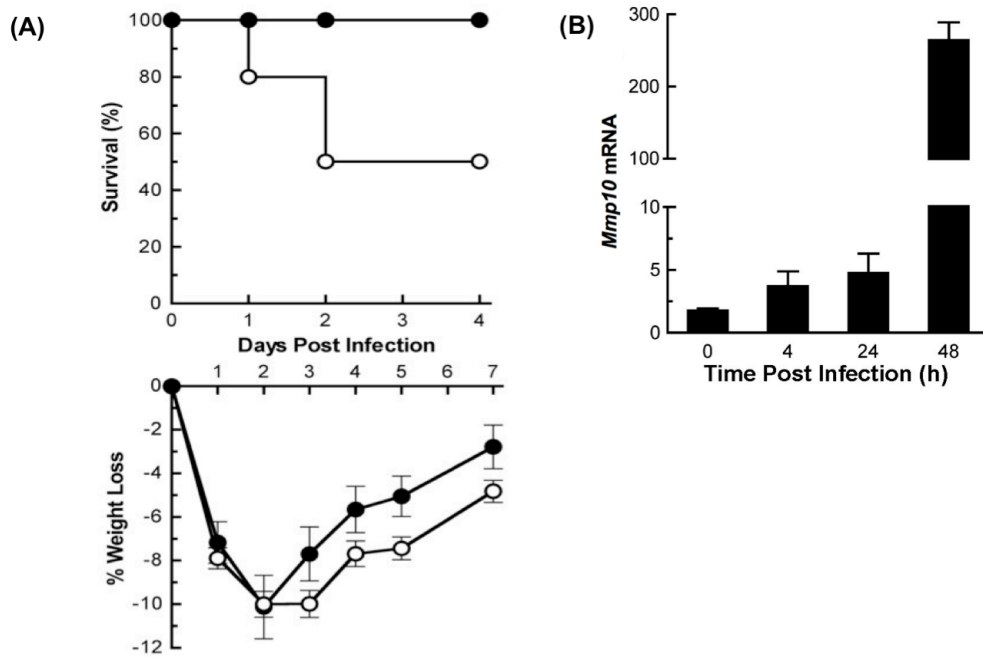 (A)
100
80
60
40
20
0
Survival (%)
0 1 2 3 4
Days Post Infection
1 2 3 4 5 6 7
0
-2
-4
-6
-8
-10
-12
% Weight Loss
(B)
300
200
100
10
5
0
Mmp10 mRNA
0 4 24 48
Time Post Infection (h)